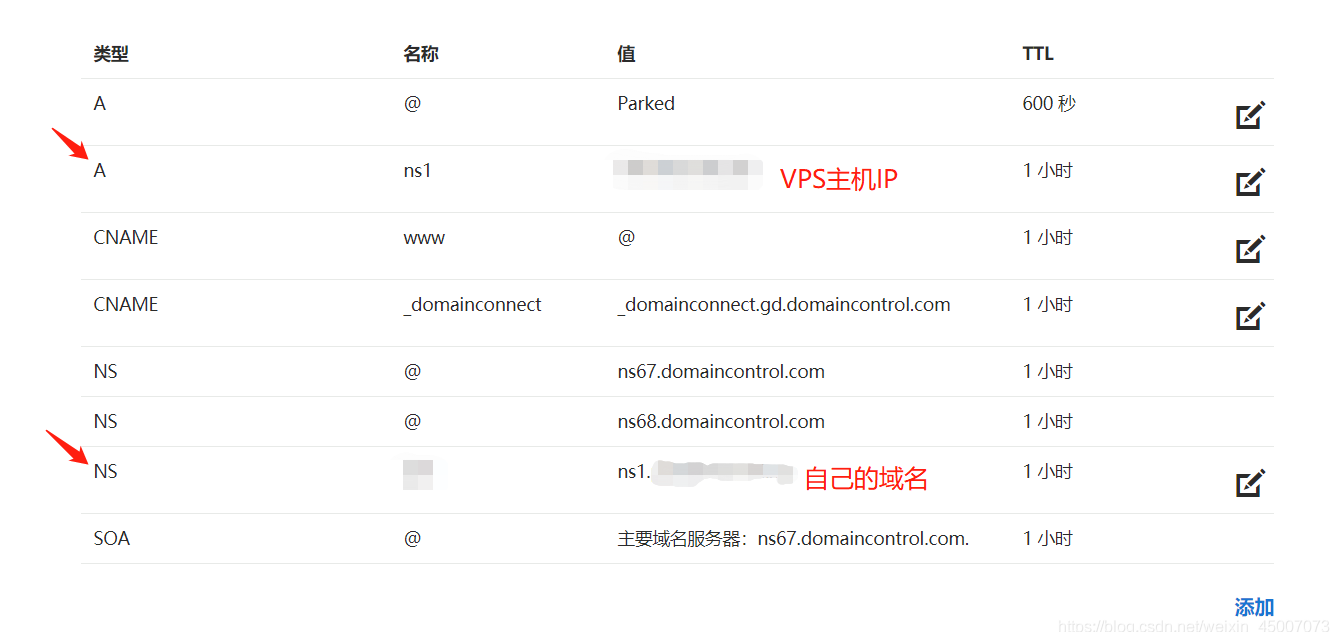 类型 名称 值 TTL
A @ Parked 600 秒
A ns1 VPS主机IP 1 小时
CNAME www @ 1 小时
CNAME _domainconnect _domainconnect.gd.domaincontrol.com 1 小时
NS @ ns67.domaincontrol.com 1 小时
NS @ ns68.domaincontrol.com 1 小时
NS ns1. 自己的域名 1 小时
SOA @ 主要域名服务器：ns67.domaincontrol.com. 1 小时
添加
https://blog.csdn.net/weixin_45007073